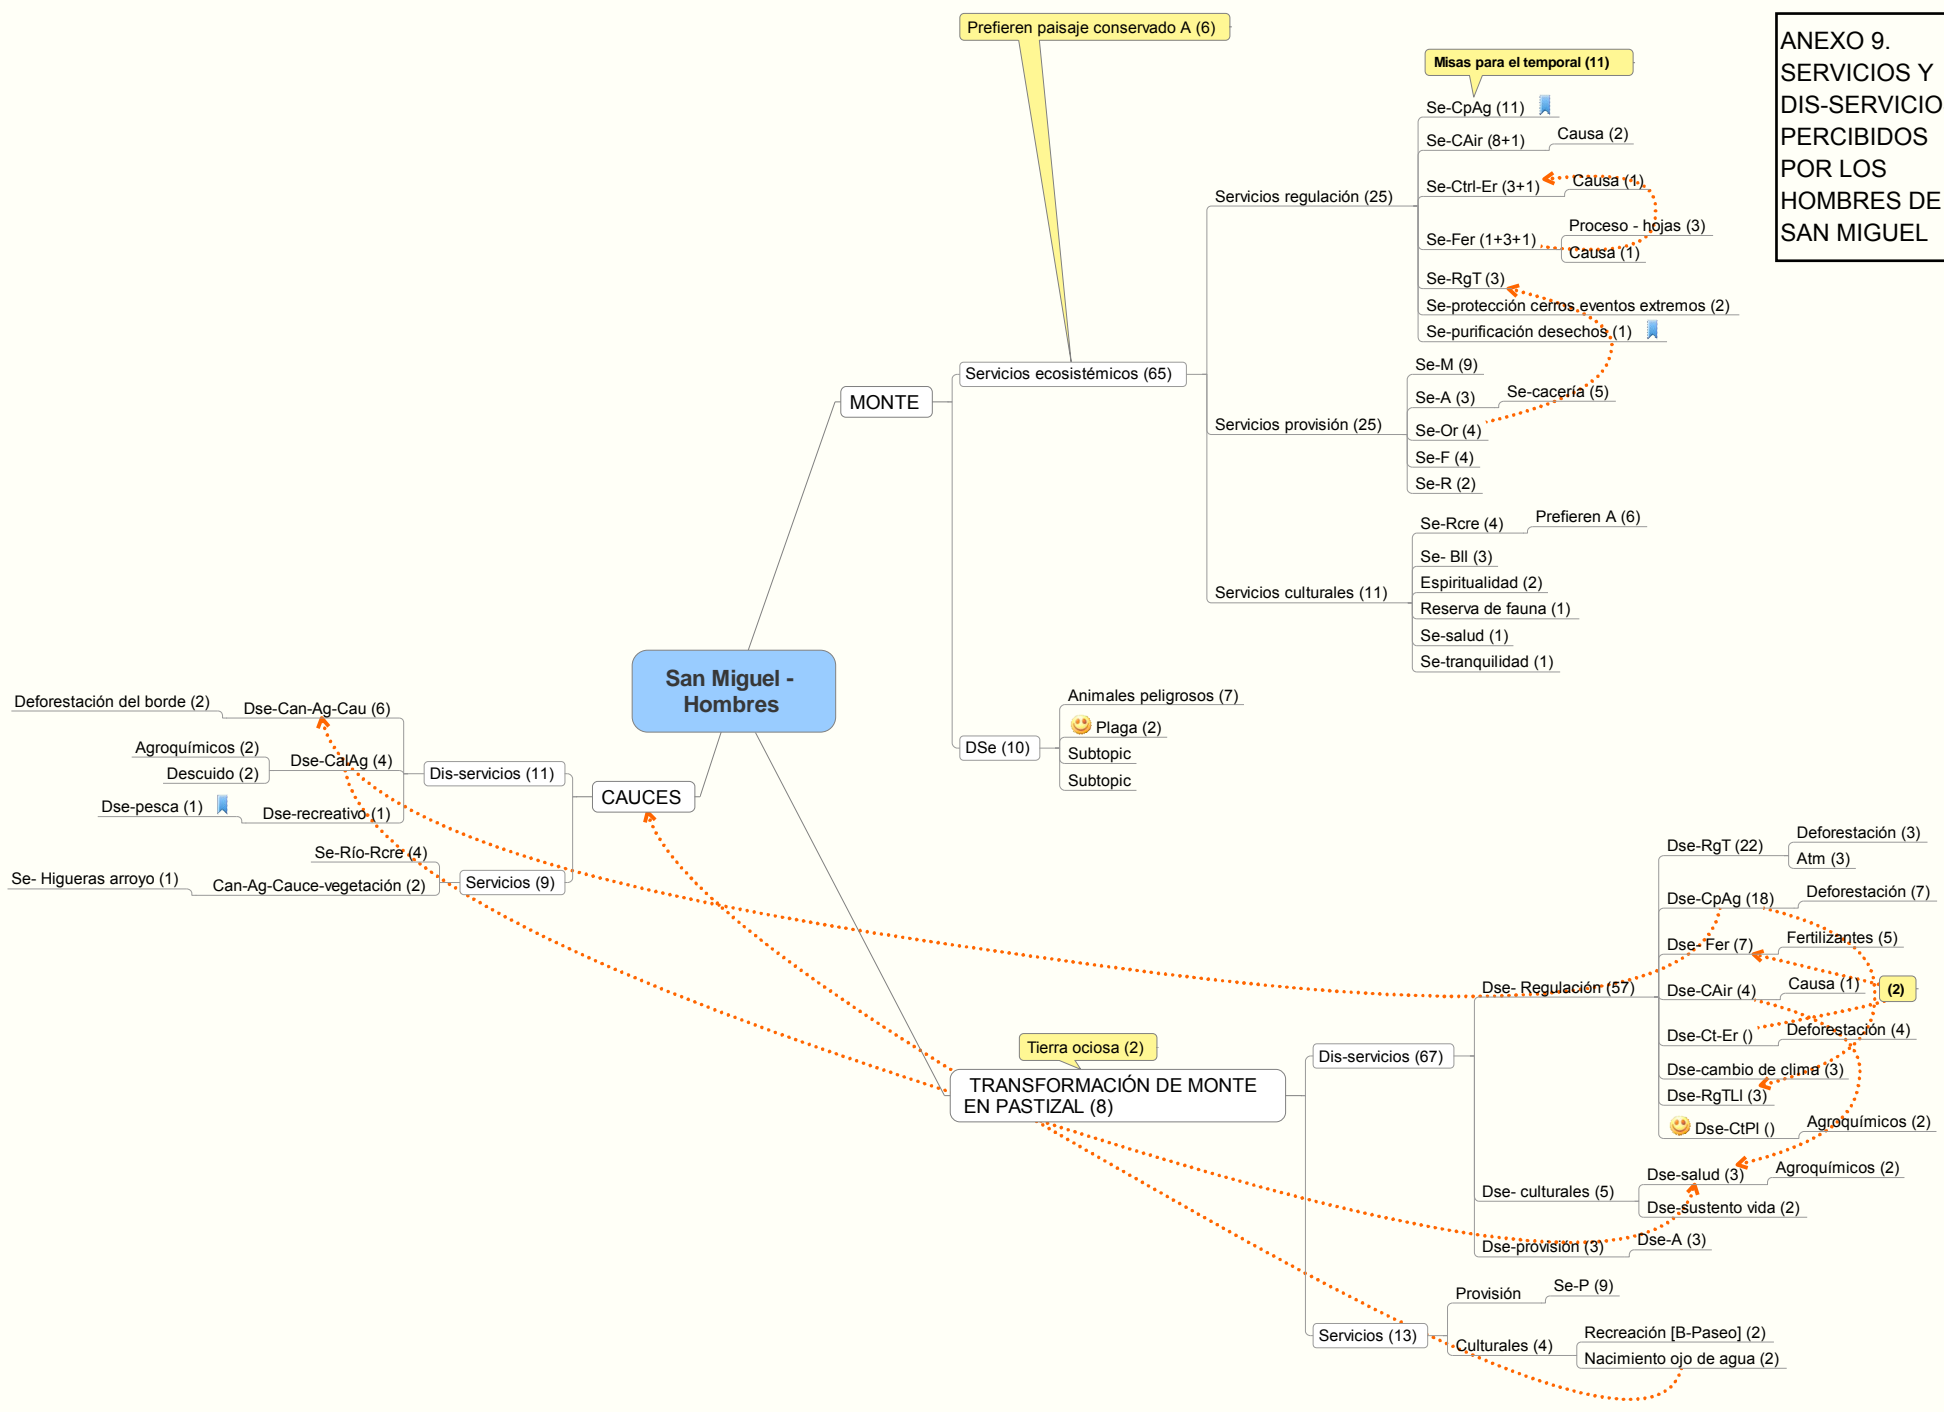 Prefieren paisaje conservado A (6)
ANEXO 9.
SERVICIOS Y
DIS-SERVICIO
PERCIBIDOS
POR LOS
HOMBRES DE
SAN MIGUEL
Misas para el temporal (11)
Se-CpAg (11)
Se-CAir (8+1)
Causa (2)
Se-Ctrl-Er (3+1)
Causa (1)
Servicios regulación (25)
Se-Fer (1+3+1)
Proceso - hojas (3)
Causa (1)
Se-RgT (3)
Se-protección cerros eventos extremos (2)
Se-purificación desechos (1)
MONTE
Servicios ecosistémicos (65)
Se-M (9)
Se-A (3)
Se-cacería (5)
Servicios provisión (25)
Se-Or (4)
Se-F (4)
Se-R (2)
Se-Rcre (4)
Prefieren A (6)
Se- Bll (3)
Espiritualidad (2)
Servicios culturales (11)
Reserva de fauna (1)
Se-salud (1)
Se-tranquilidad (1)
San Miguel -
Hombres
DSe (10)
Animales peligrosos (7)
Plaga (2)
Subtopic
Subtopic
Deforestación del borde (2)
Dse-Can-Ag-Cau (6)
Agroquímicos (2)
Descuido (2)
Dse-CalAg (4)
Dis-servicios (11)
CAUCES
Dse-pesca (1)
Dse-recreativo (1)
Se-Río-Rcre (4)
Se- Higueras arroyo (1)
Can-Ag-Cauce-vegetación (2)
Servicios (9)
Dse-RgT (22)
Deforestación (3)
Atm (3)
Dse-CpAg (18)
Deforestación (7)
Dse- Fer (7)
Fertilizantes (5)
Dse- Regulación (57)
Dse-CAir (4)
Causa (1)
(2)
Dse-Ct-Er ()
Deforestación (4)
Dse-cambio de clima (3)
Dse-RgTLl (3)
Dse-CtPl ()
Agroquímicos (2)
Tierra ociosa (2)
TRANSFORMACIÓN DE MONTE
EN PASTIZAL (8)
Dis-servicios (67)
Dse- culturales (5)
Dse-salud (3)
Agroquímicos (2)
Dse-sustento vida (2)
Dse-provisión (3)
Dse-A (3)
Servicios (13)
Provisión
Se-P (9)
Culturales (4)
Recreación [B-Paseo] (2)
Nacimiento ojo de agua (2)